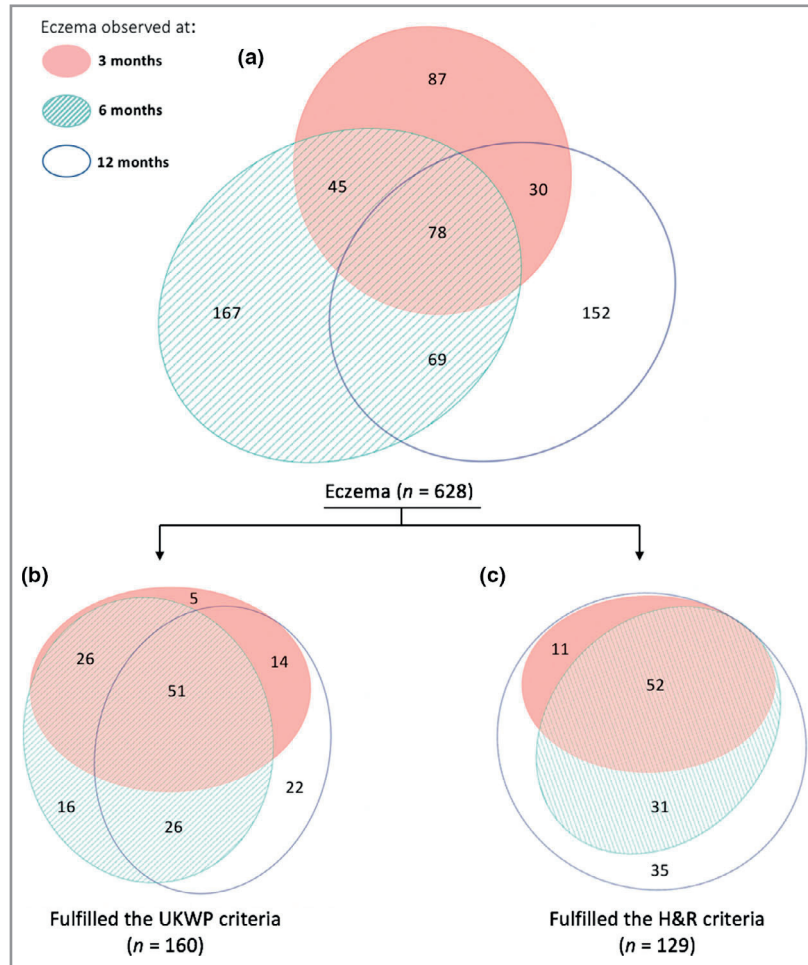 Eczema observed at:
3 months
6 months
12 months
(a)
87
45
30
78
167
152
69
Eczema (n = 628)
(b)
5
26
14
51
22
16
26
Fulfilled the UKWP criteria
(n = 160)
(c)
11
52
31
35
Fulfilled the H&R criteria
(n = 129)